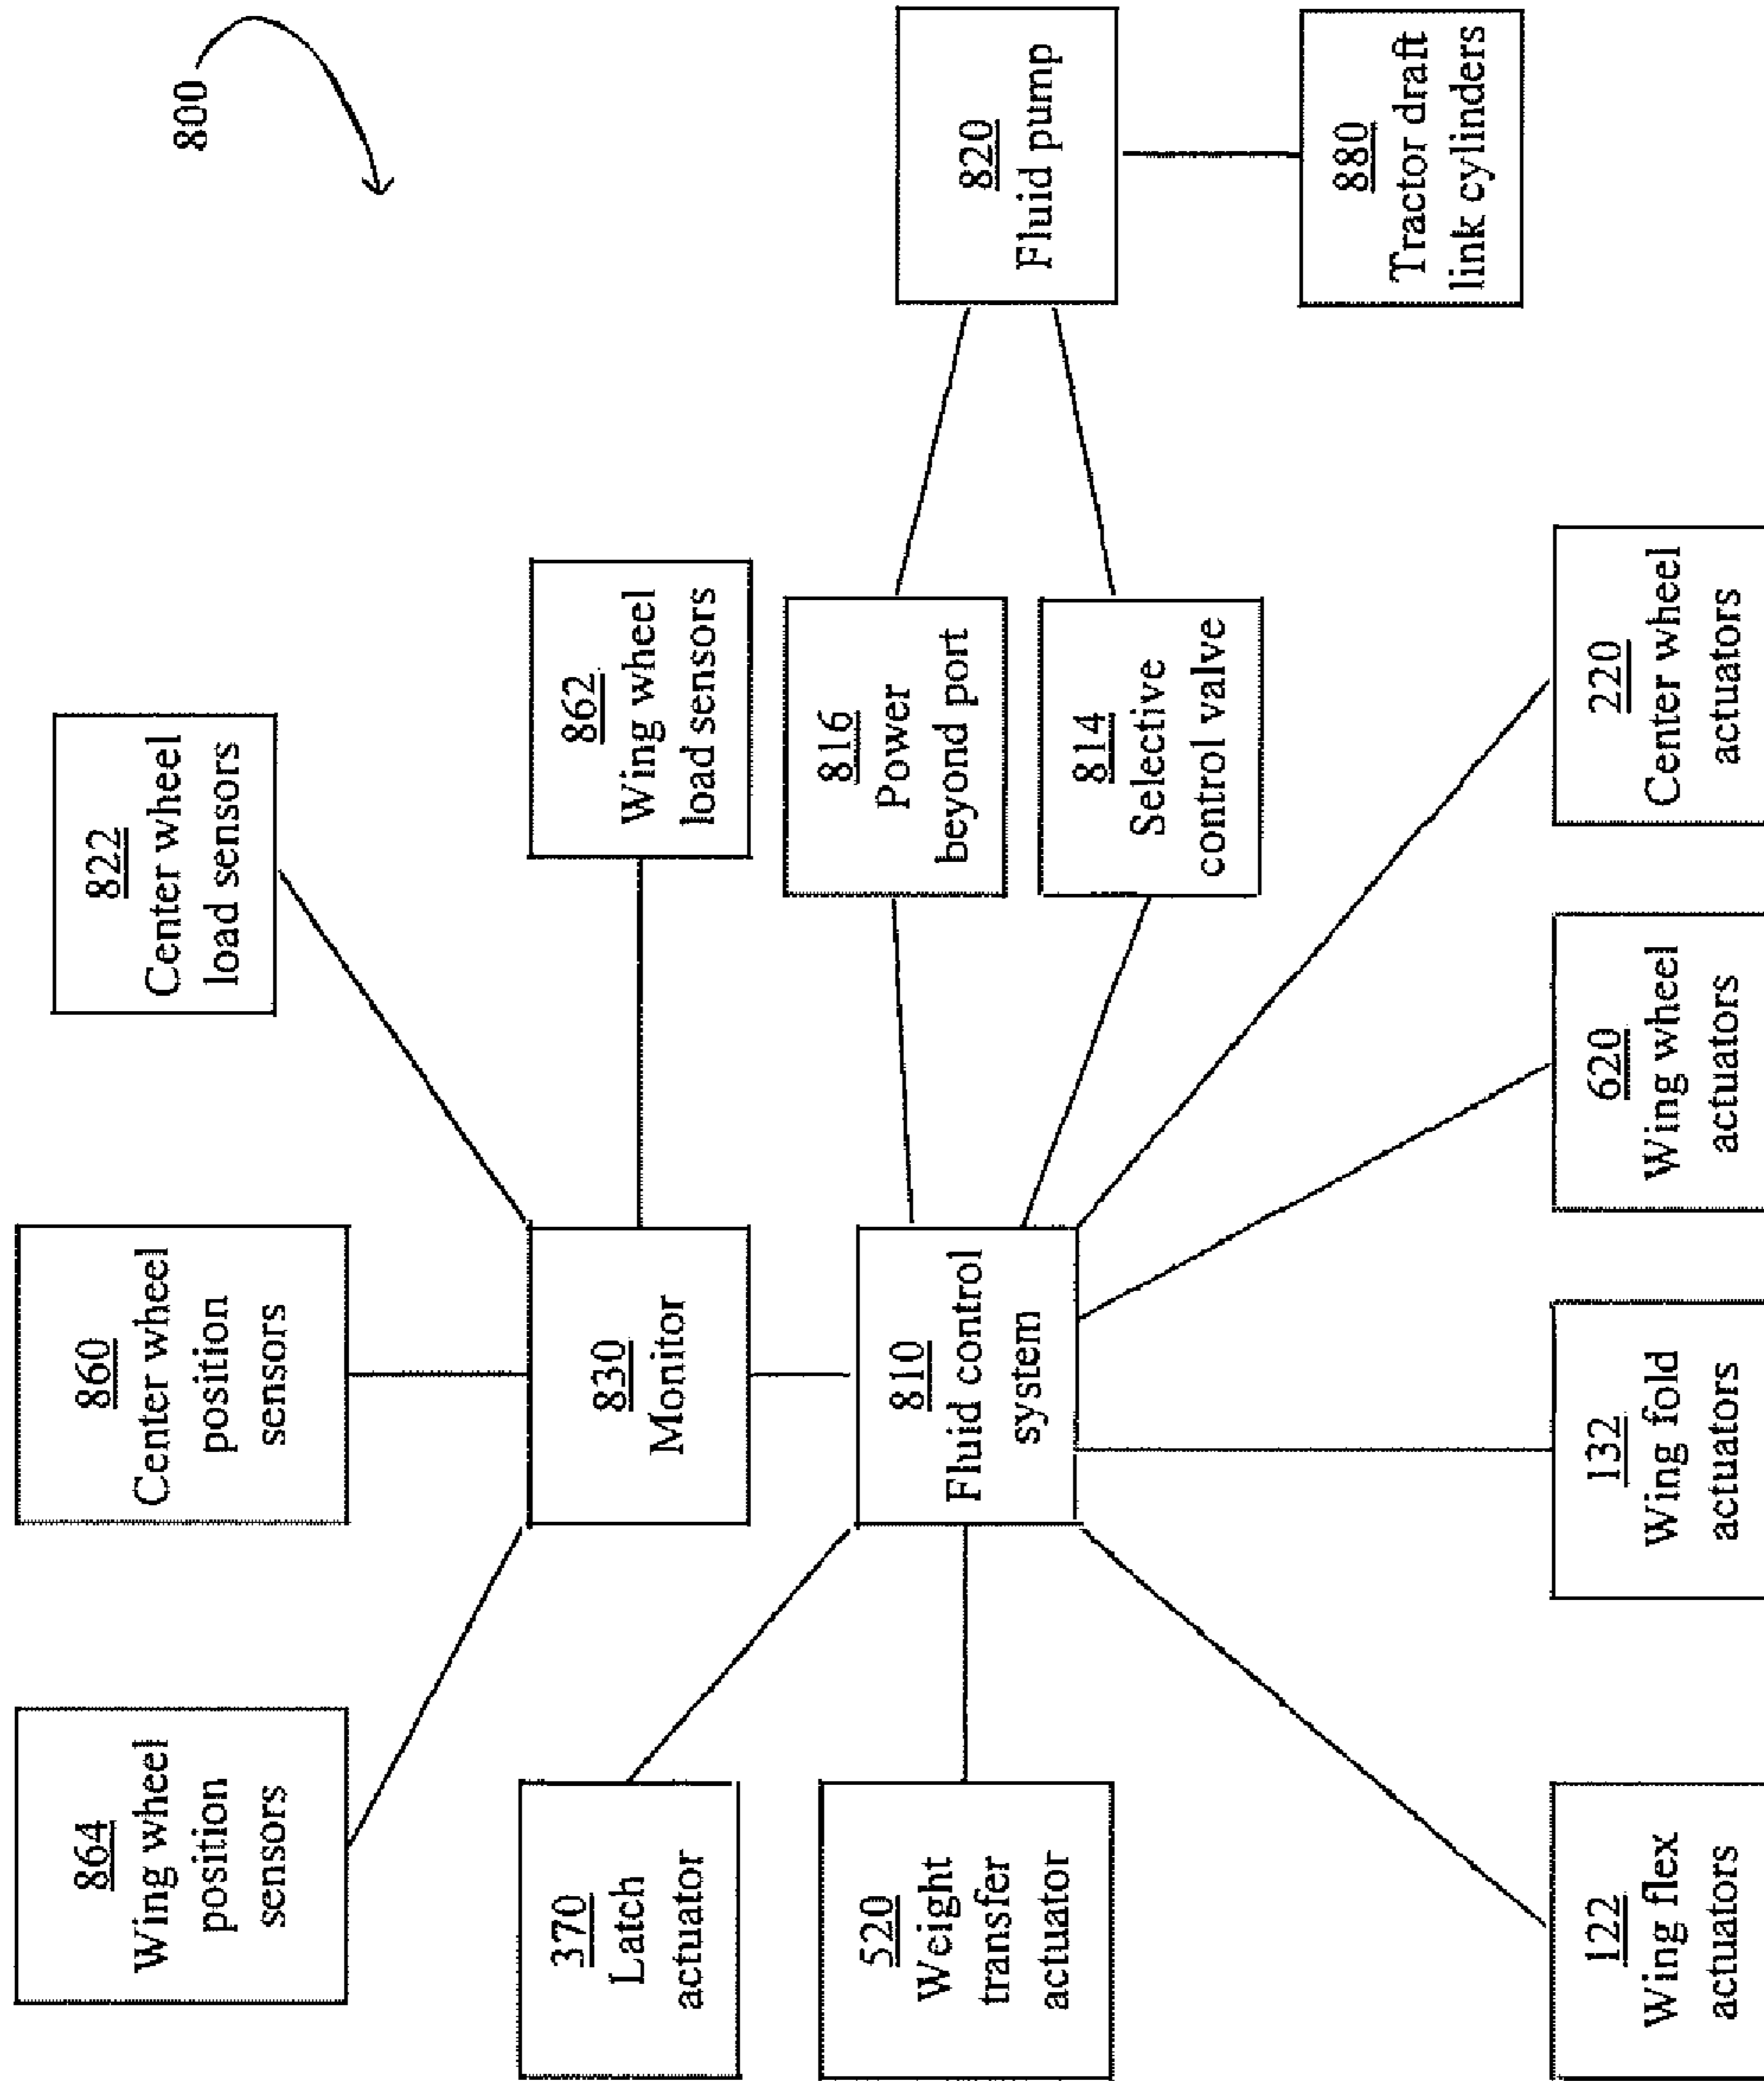 800
864
Wing wheel
position
sensors
860
Center wheel
position
sensors
822
Center wheel
load sensors
370
Latch
actuator
830
Monitor
862
Wing wheel
load sensors
520
Weight
transfer
actuator
810
Fluid control
system
816
Power
beyond port
814
Selective
control valve
820
Fluid pump
880
Tractor draft
link cylinders
122
Wing flex
actuators
132
Wing fold
actuators
620
Wing wheel
actuators
220
Center wheel
actuators